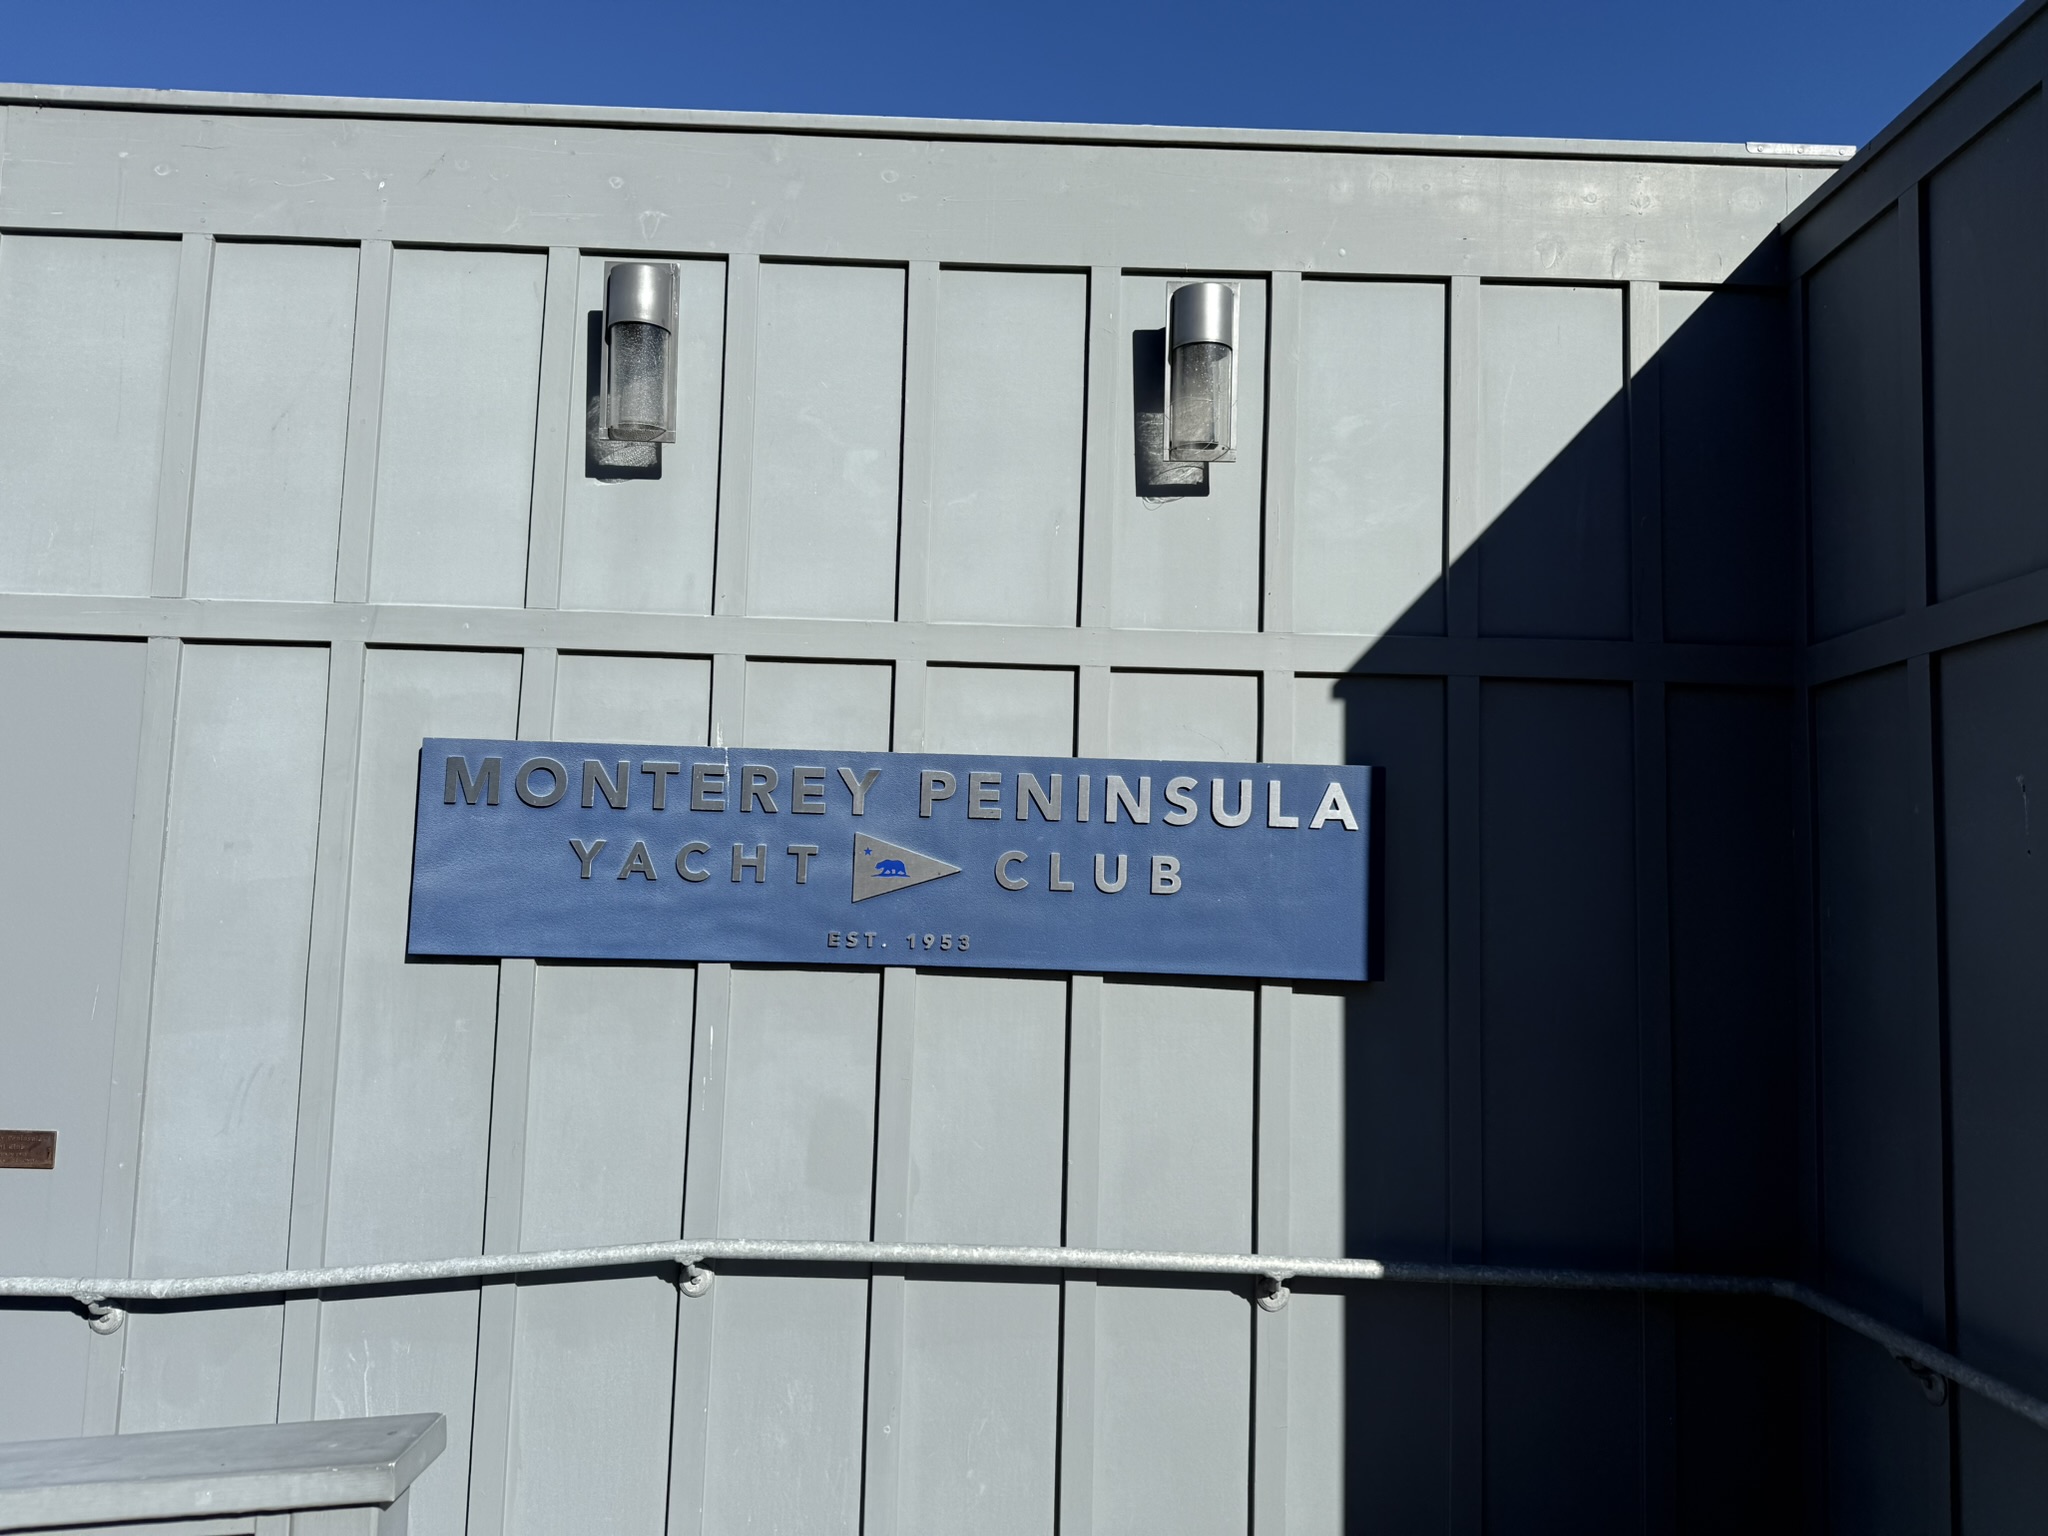 MONTEREY PENINSULA
YACHT CLUB
EST. 1953